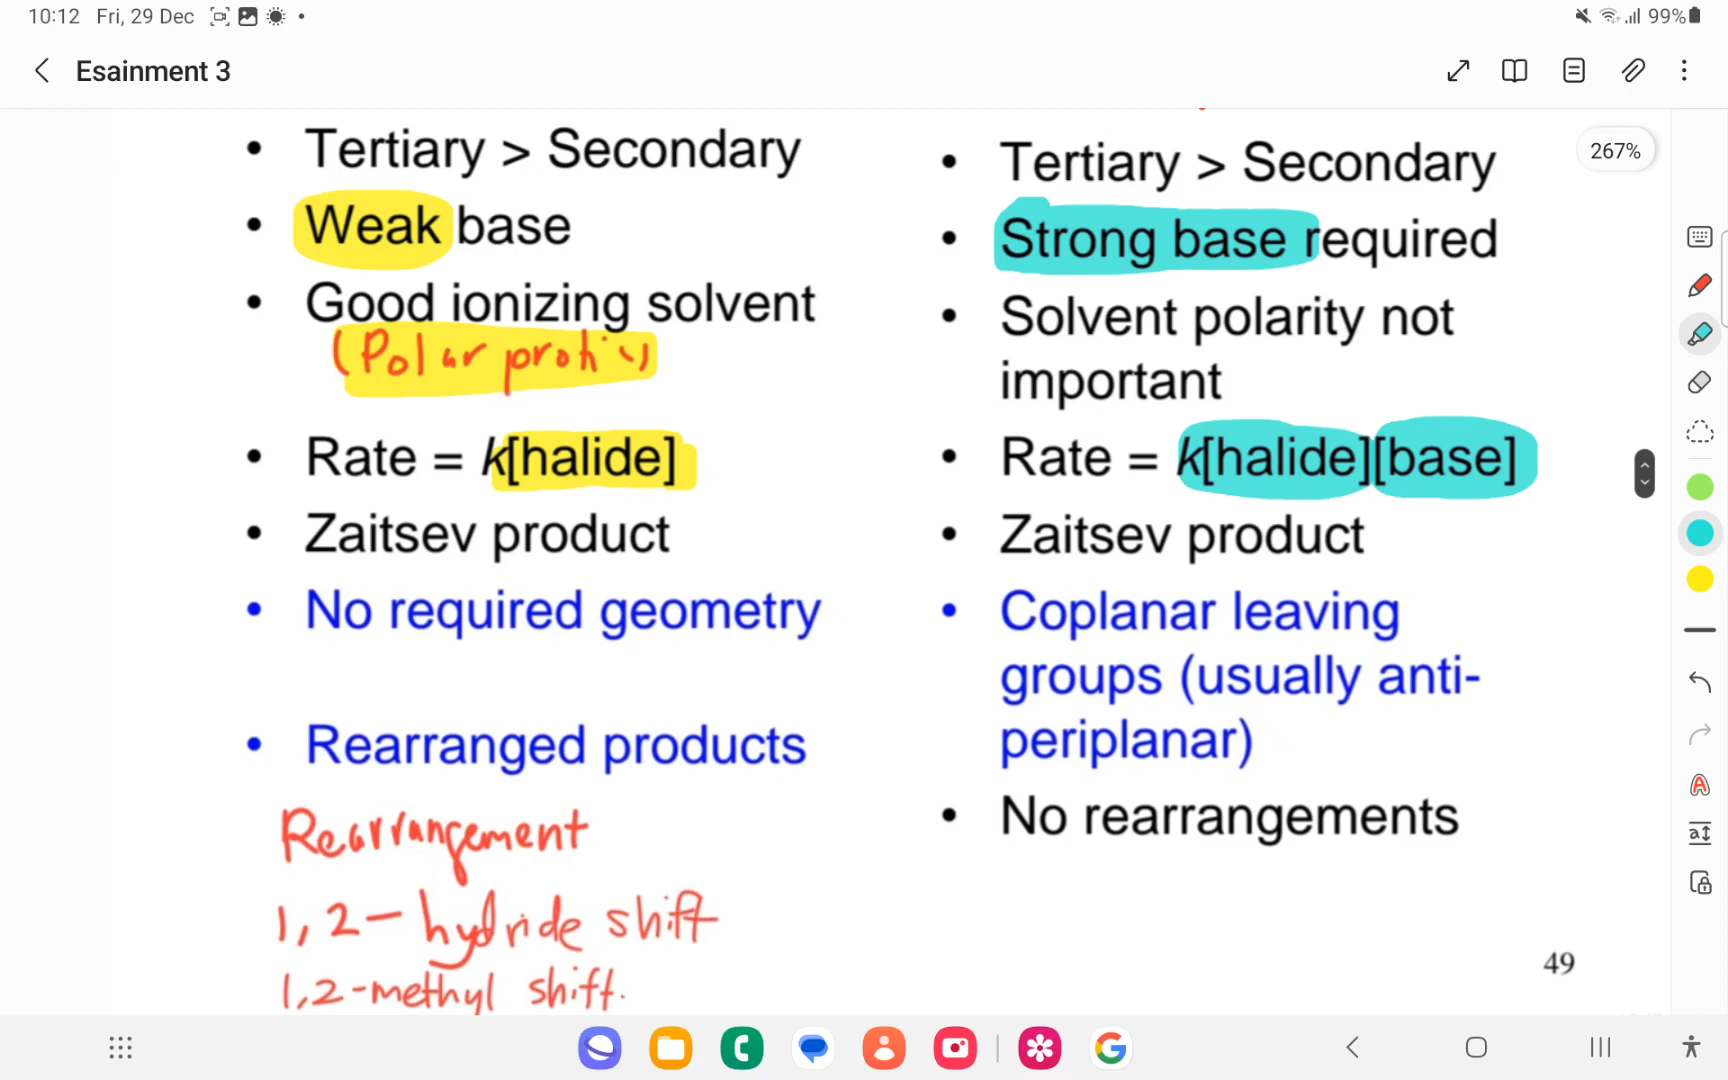 10:12 Fri, 29 Dec
99%
Esainment 3
267%
• Tertiary > Secondary
• Weak base
• Good ionizing solvent
(Polar protic)
• Rate = k[halide]
• Zaitsev product
• No required geometry
• Rearranged products
Rearrangement
1,2-hydride shift
1,2-methyl shift.
• Tertiary > Secondary
• Strong base required
• Solvent polarity not
important
• Rate = k[halide][base]
• Zaitsev product
• Coplanar leaving
groups (usually anti-
periplanar)
• No rearrangements
49